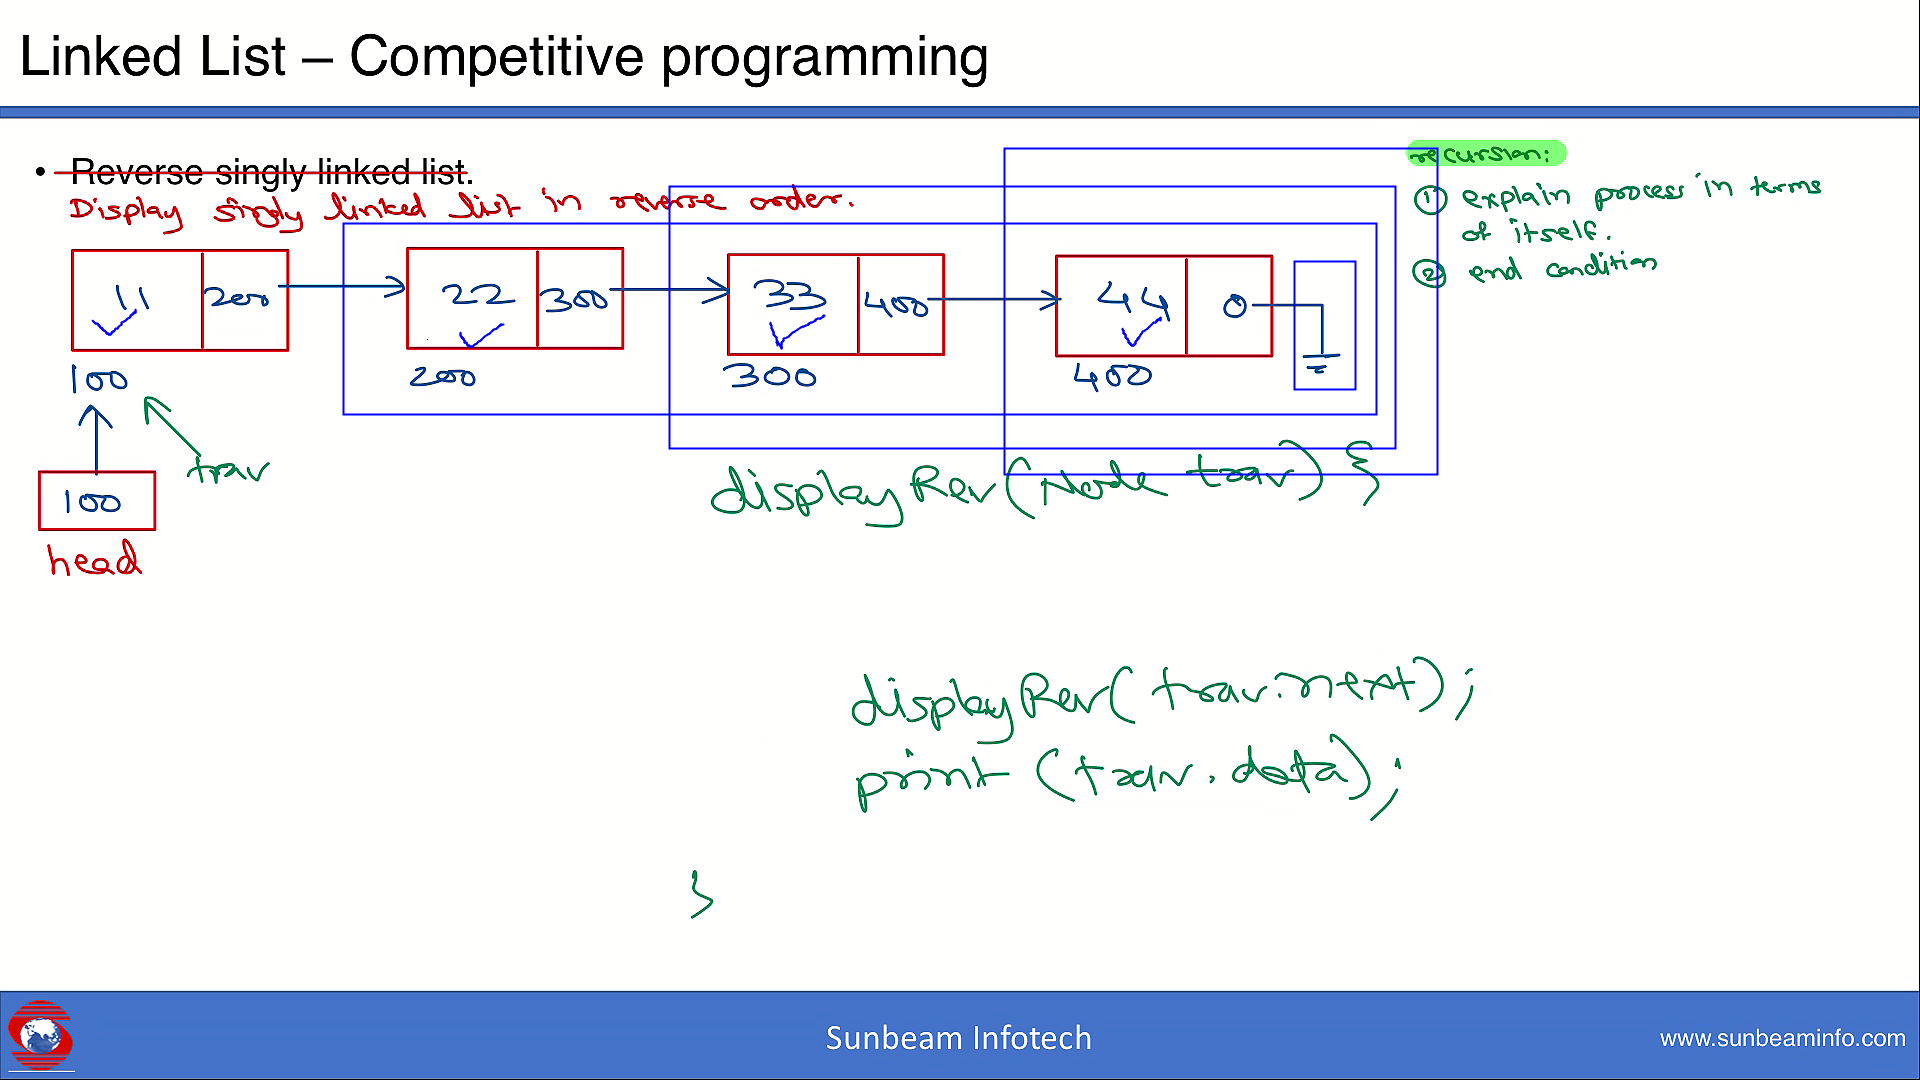 Linked List – Competitive programming
• Reverse singly linked list.
Display singly linked list in reverse order.
recursion:
① explain process in terms
of itself.
② end condition
11 200 22 300 33 400 44 0
100 200 300 400
trav
100
head
displayRev(Node trav) {
displayRev(trav.next);
print (trav.data);
}
Sunbeam Infotech
www.sunbeaminfo.com